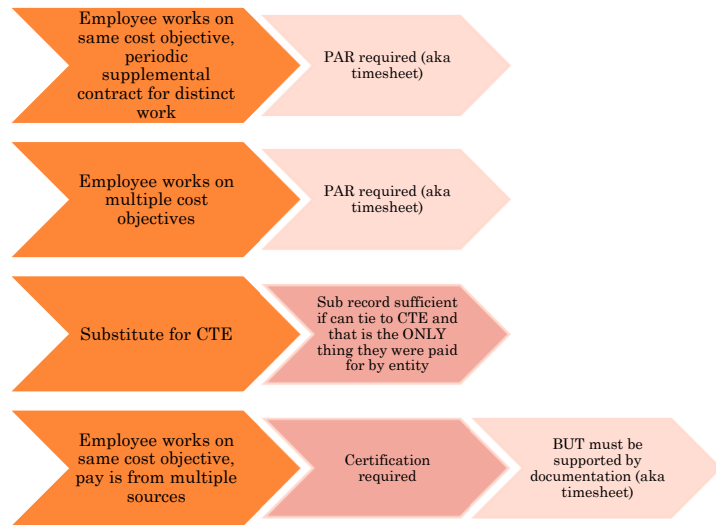 Employee works on
same cost objective,
periodic
supplemental
contract for distinct
work
PAR required (aka
timesheet)
Employee works on
multiple cost
objectives
PAR required (aka
timesheet)
Substitute for CTE
Sub record sufficient
if can tie to CTE and
that is the ONLY
thing they were paid
for by entity
Employee works on
same cost objective,
pay is from multiple
sources
Certification
required
BUT must be
supported by
documentation (aka
timesheet)